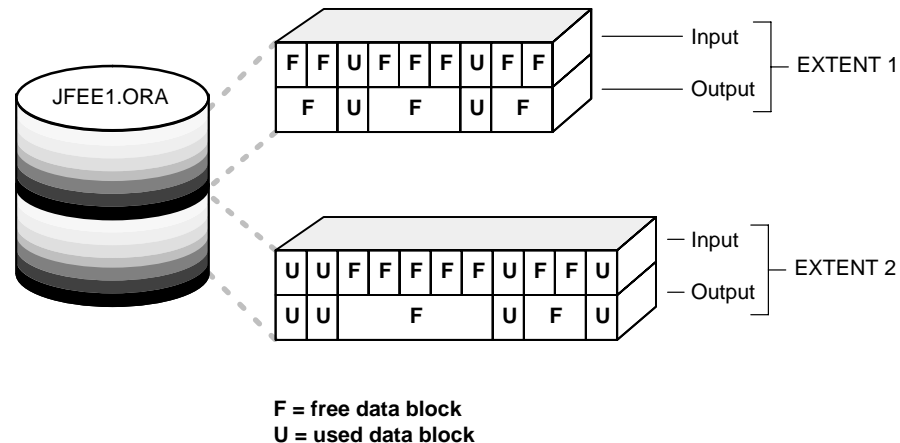 JFEE1.ORA
F F U F F F U F F
F U F U F
Input
Output
EXTENT 1
U U F F F F F U F F U
U U F U F U
Input
Output
EXTENT 2
F = free data block
U = used data block